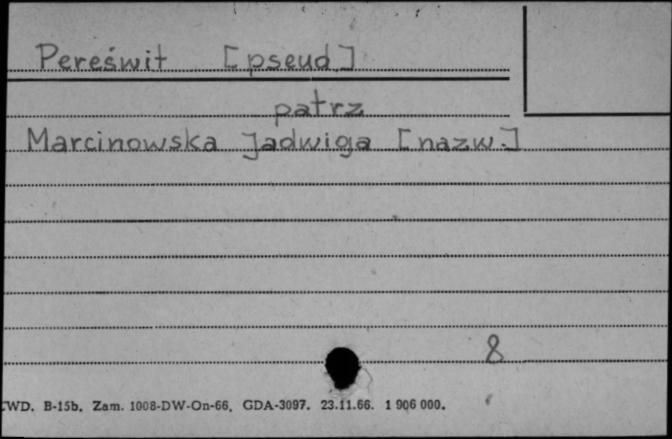 Pereświt [pseud]
patrz
Marcinowska Jadwiga [nazw.]
8
CWD. B-15b. Zam. 1008-DW-On-66. GDA-3097. 23.11.66. 1 906 000.